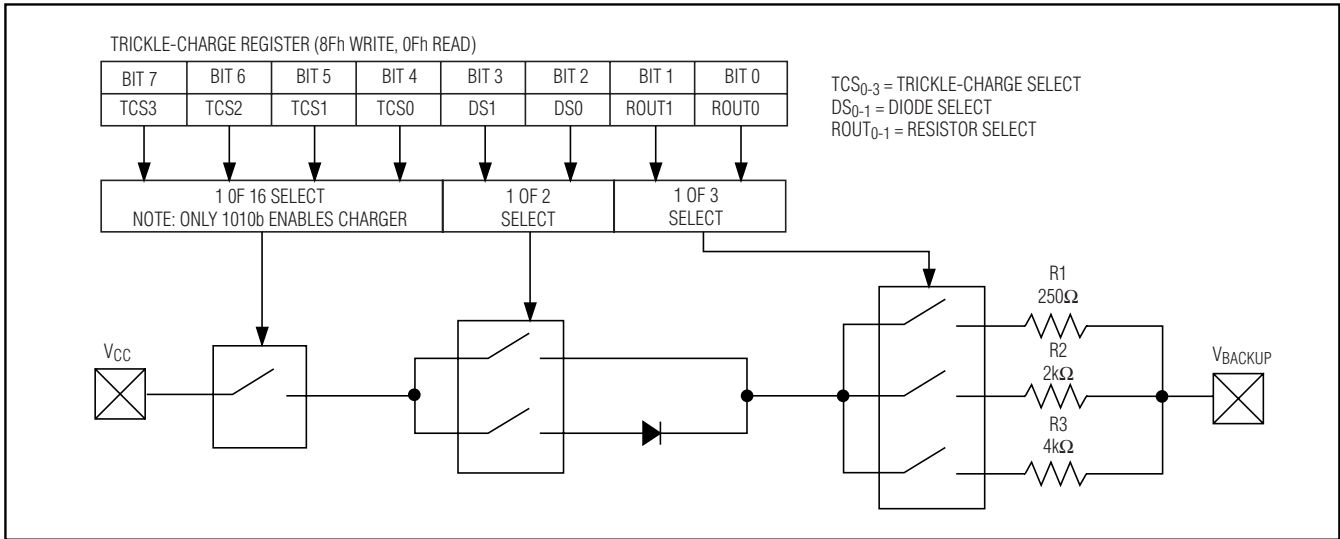 TRICKLE-CHARGE REGISTER (8Fh WRITE, 0Fh READ)
BIT 7 BIT 6 BIT 5 BIT 4 BIT 3 BIT 2 BIT 1 BIT 0
TCS3 TCS2 TCS1 TCS0 DS1 DS0 ROUT1 ROUT0
TCS0-3 = TRICKLE-CHARGE SELECT
DS0-1 = DIODE SELECT
ROUT0-1 = RESISTOR SELECT
1 0F 16 SELECT
NOTE: ONLY 1010b ENABLES CHARGER
1 OF 2
SELECT
1 OF 3
SELECT
R1
250Ω
VCC
R2
2kΩ
VBACKUP
R3
4kΩ